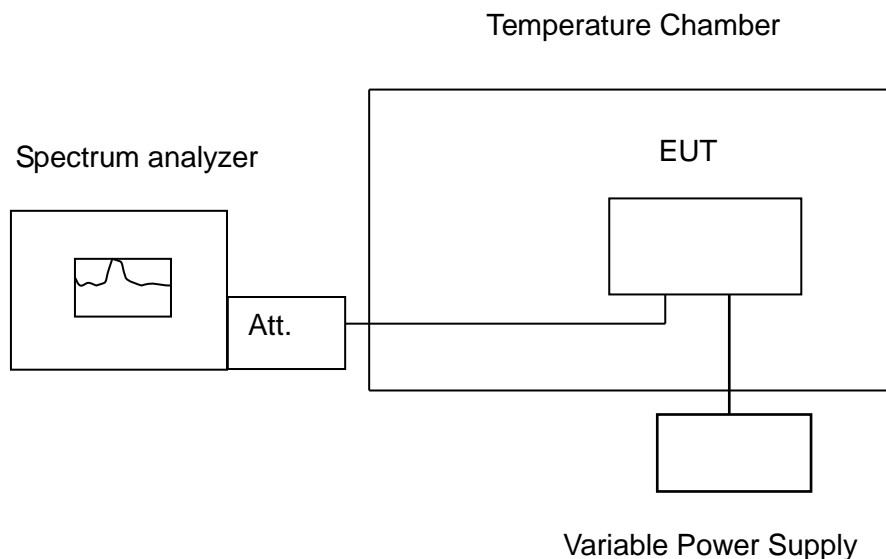 Temperature Chamber
Spectrum analyzer
EUT
Att.
Variable Power Supply